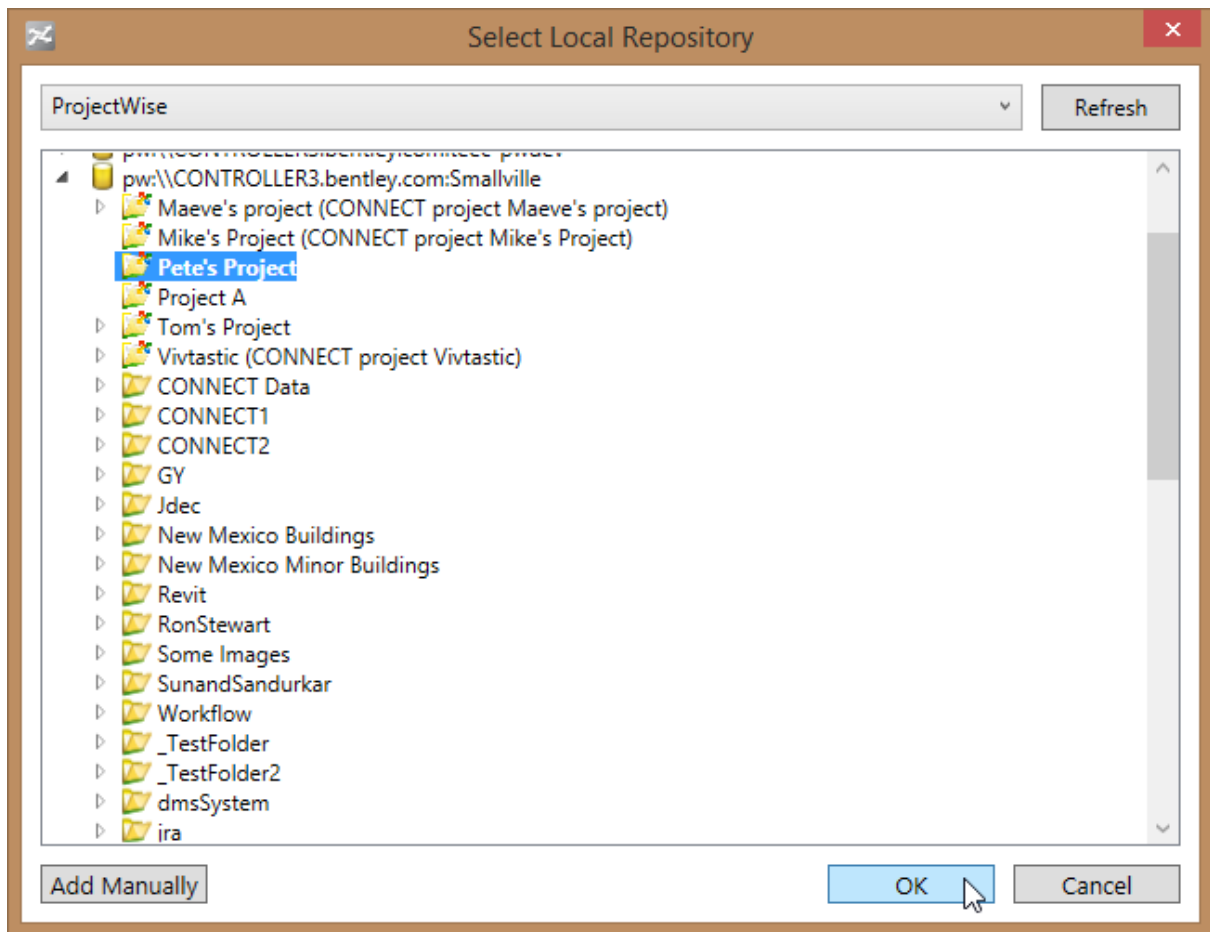 Select Local Repository
ProjectWise
Refresh
pw:\\CONTROLLER3.bentley.com:Smallville
Maeve's project (CONNECT project Maeve's project)
Mike's Project (CONNECT project Mike's Project)
Pete's Project
Project A
Tom's Project
Vivtastic (CONNECT project Vivtastic)
CONNECT Data
CONNECT1
CONNECT2
GY
Jdec
New Mexico Buildings
New Mexico Minor Buildings
Revit
RonStewart
Some Images
SunandSandurkar
Workflow
_TestFolder
_TestFolder2
dmsSystem
ira
Add Manually
OK
Cancel